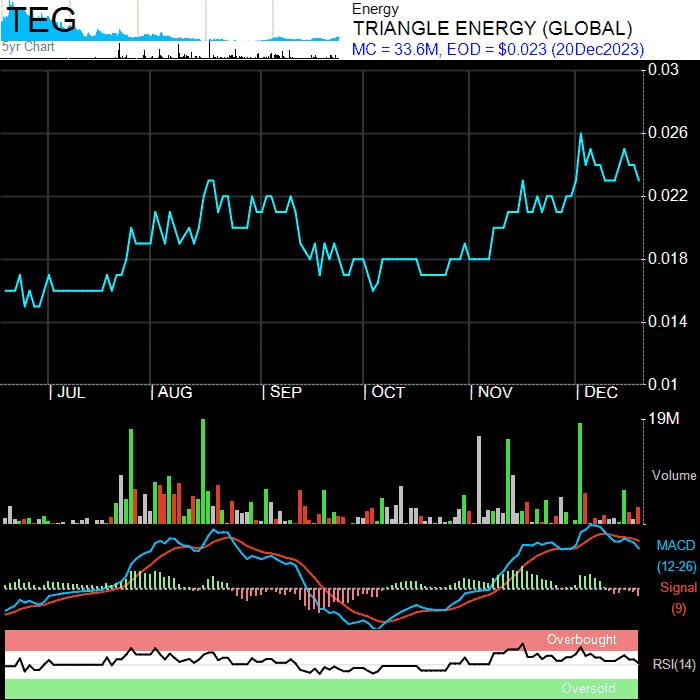 TEG
5yr Chart
Energy
TRIANGLE ENERGY (GLOBAL)
MC = 33.6M, EOD = $0.023 (20Dec2023)
0.03
0.026
0.022
0.018
0.014
0.01
| JUL | AUG | SEP | OCT | NOV | DEC
19M
Volume
MACD
(12-26)
Signal
(9)
Overbought
RSI(14)
Oversold